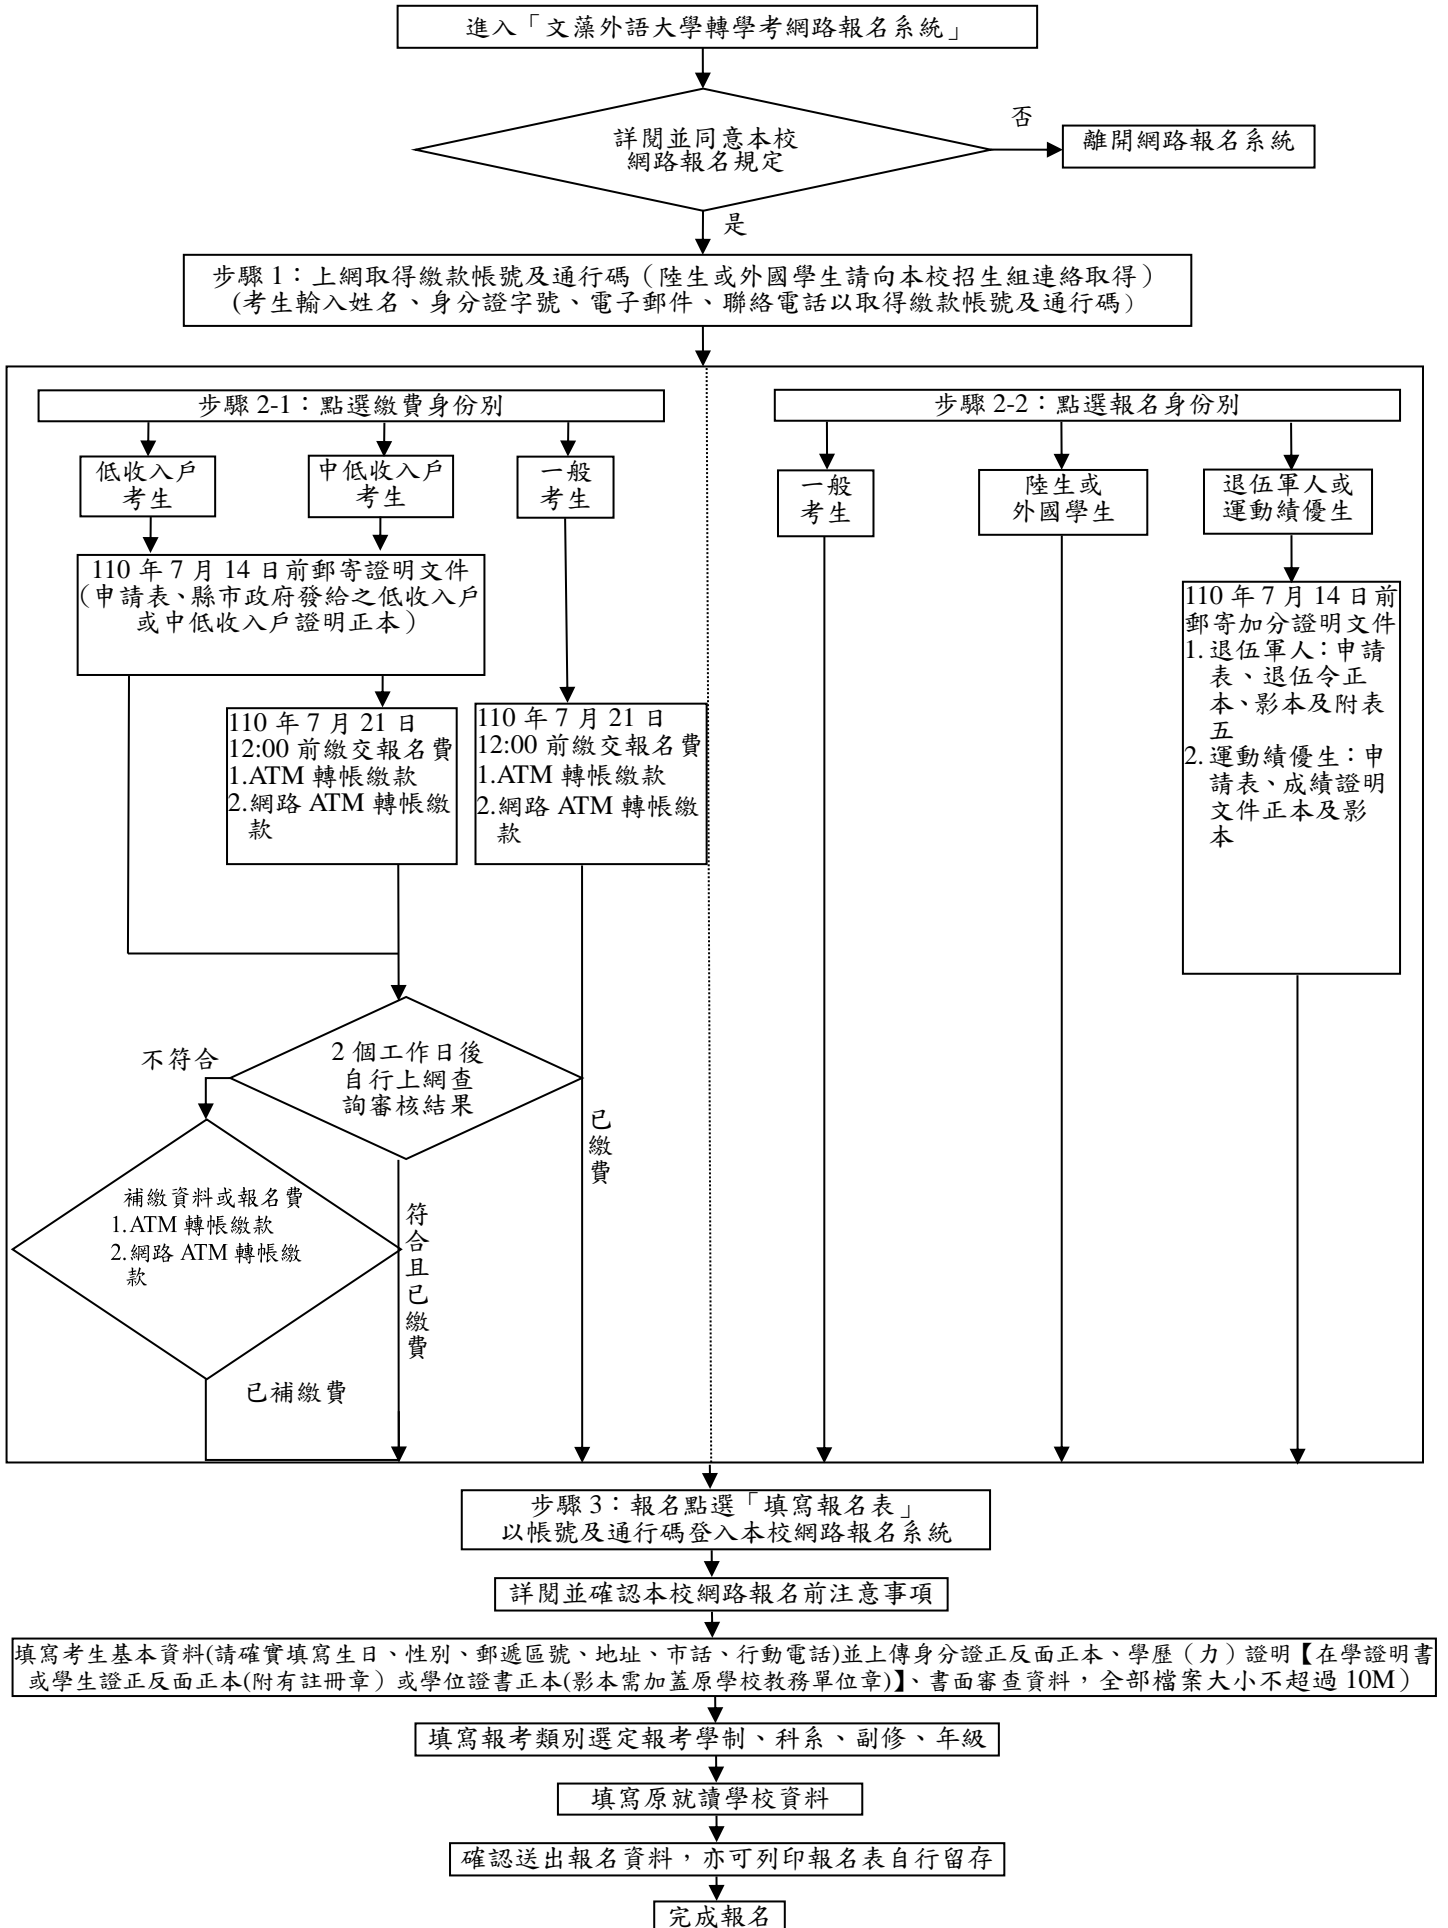 進入「文藻外語大學轉學考網路報名系統」
詳閱並同意本校
網路報名規定
否
離開網路報名系統
是
步驟 1：上網取得繳款帳號及通行碼（陸生或外國學生請向本校招生組連絡取得）
(考生輸入姓名、身分證字號、電子郵件、聯絡電話以取得繳款帳號及通行碼）
步驟 2-1：點選繳費身份別
低收入戶
考生
中低收入戶
考生
一般
考生
110 年 7 月 14 日前郵寄證明文件
（申請表、縣市政府發給之低收入戶
或中低收入戶證明正本）
110 年 7 月 21 日
12:00 前繳交報名費
1.ATM 轉帳繳款
2.網路 ATM 轉帳繳
款
110 年 7 月 21 日
12:00 前繳交報名費
1.ATM 轉帳繳款
2.網路 ATM 轉帳繳
款
2 個工作日後
自行上網查
詢審核結果
不符合
已繳費
補繳資料或報名費
1.ATM 轉帳繳款
2.網路 ATM 轉帳繳
款
符合且已繳費
已補繳費
步驟 2-2：點選報名身份別
一般
考生
陸生或
外國學生
退伍軍人或
運動績優生
110 年 7 月 14 日前
郵寄加分證明文件
1. 退伍軍人：申請
表、退伍令正
本、影本及附表
五
2. 運動績優生：申
請表、成績證明
文件正本及影
本
步驟 3：報名點選「填寫報名表」
以帳號及通行碼登入本校網路報名系統
詳閱並確認本校網路報名前注意事項
填寫考生基本資料(請確實填寫生日、性別、郵遞區號、地址、市話、行動電話)並上傳身分證正反面正本、學歷（力）證明【在學證明書
或學生證正反面正本(附有註冊章）或學位證書正本(影本需加蓋原學校教務單位章)】、書面審查資料，全部檔案大小不超過 10M）
填寫報考類別選定報考學制、科系、副修、年級
填寫原就讀學校資料
確認送出報名資料，亦可列印報名表自行留存
完成報名